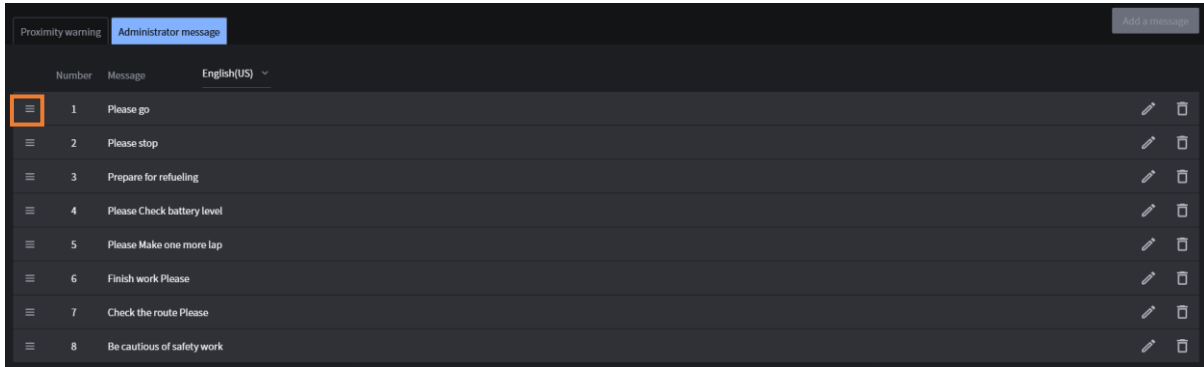 Proximity warning Administrator message Add a message
Number Message English(US)
1 Please go
2 Please stop
3 Prepare for refueling
4 Please Check battery level
5 Please Make one more lap
6 Finish work Please
7 Check the route Please
8 Be cautious of safety work